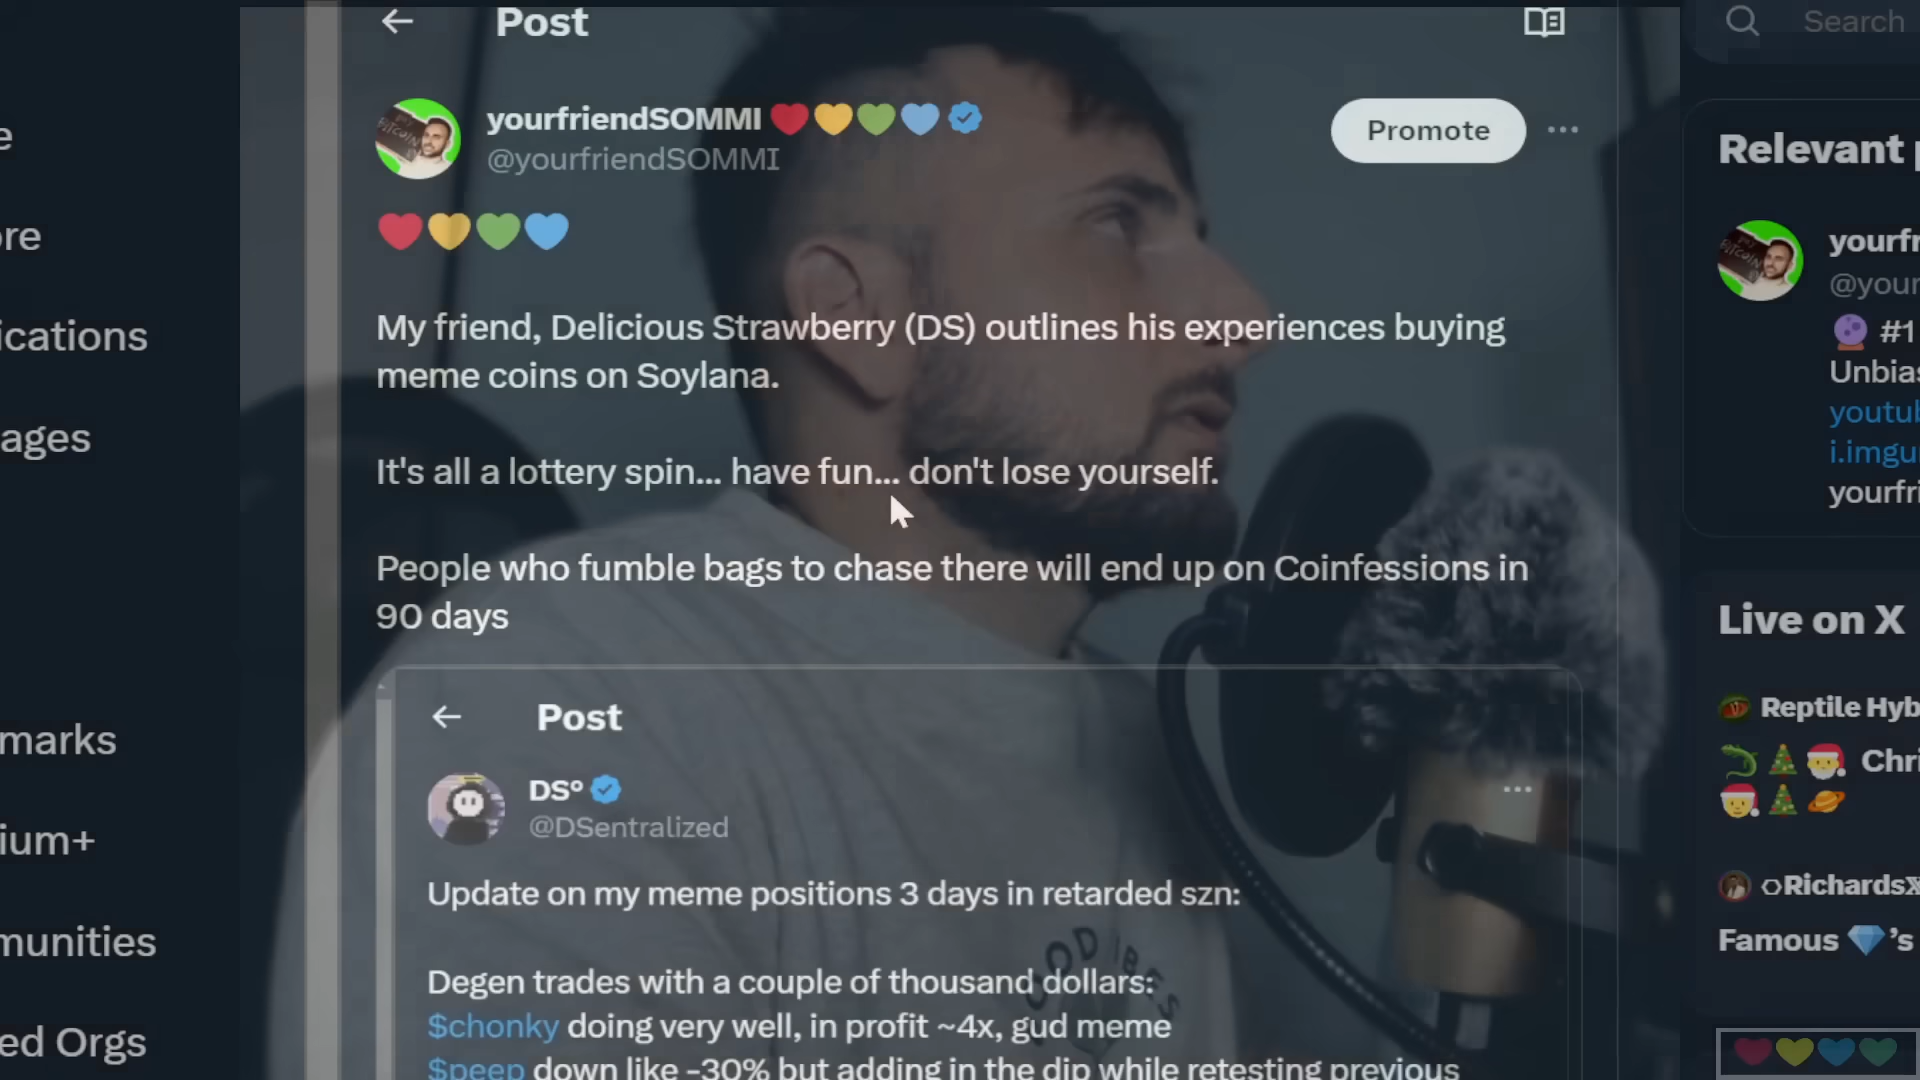 Post
Search
yourfriendSOMMI
@yourfriendSOMMI
Promote
My friend, Delicious Strawberry (DS) outlines his experiences buying
meme coins on Soylana.
It's all a lottery spin... have fun... don't lose yourself.
People who fumble bags to chase there will end up on Coinfessions in
90 days
Post
DS°
@DSentralized
Update on my meme positions 3 days in retarded szn:
Degen trades with a couple of thousand dollars:
$chonky doing very well, in profit ~4x, gud meme
$peep down like -30% but adding in the dip while retesting previous
e
ore
ications
ages
marks
ium+
munities
ed Orgs
Relevant p
yourfr
@your
#1
Unbias
youtub
i.imgu
yourfri
Live on X
Reptile Hyb
Chri
Richards
Famous 's